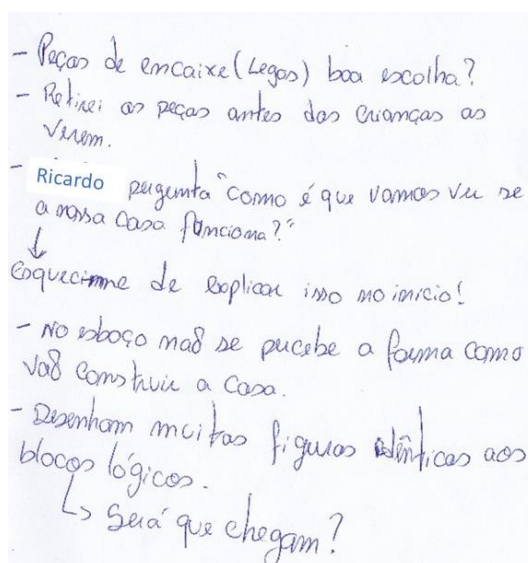 - Peças de encaixe (Legos) boa escolha?
- Retirei as peças antes das crianças as
verem.
- Ricardo pergunta "como é que vamos ver se
a nossa casa funciona?"
↓
Esqueci-me de explicar isso no inicio!
- No esboço não se percebe a forma como
vão construir a casa.
- Desenham muitas figuras idênticas aos
blocos lógicos.
↳ Será que chegam?